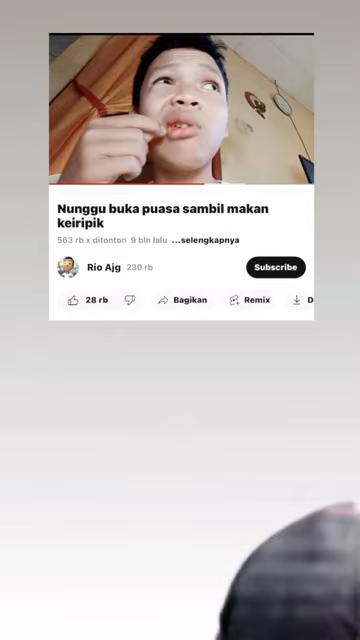 Nunggu buka puasa sambil makan
keiripik
563 rb x ditonton 9 bln lalu ...selengkapnya
Rio Ajg 230 rb Subscribe
28 rb Bagikan Remix D